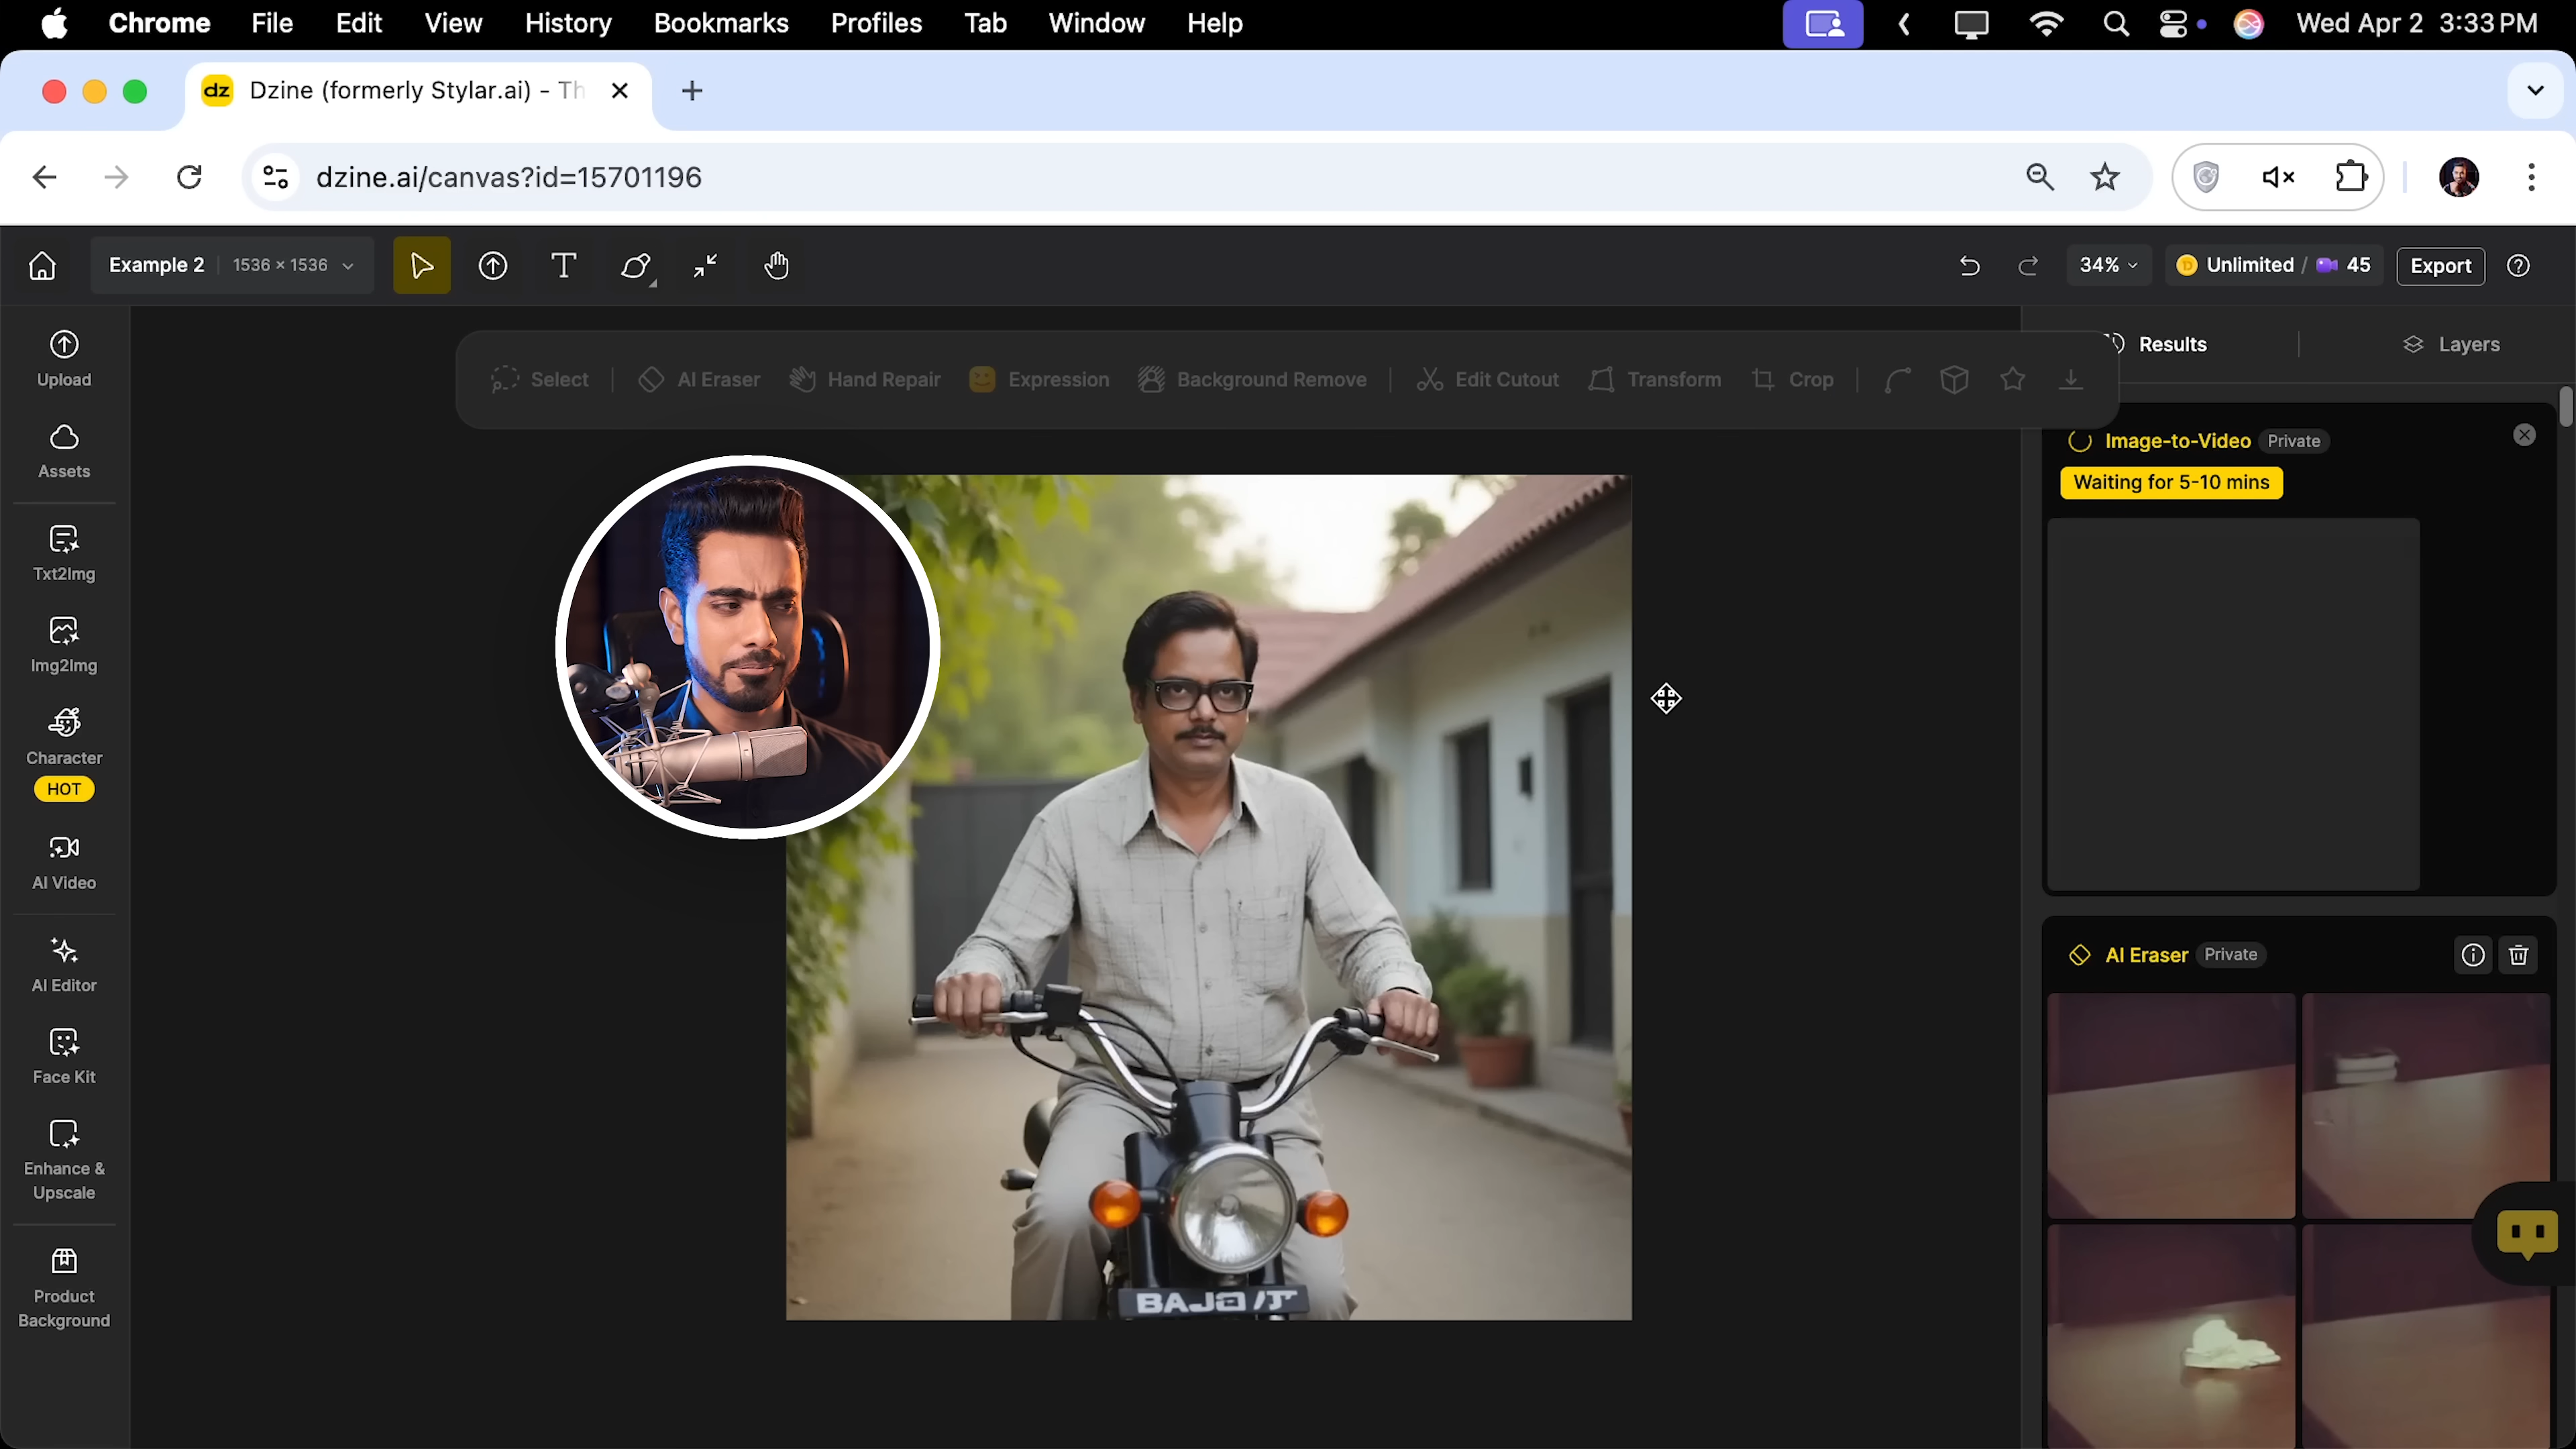 Chrome File Edit View History Bookmarks Profiles Tab Window Help Wed Apr 2 3:33 PM
dz Dzine (formerly Stylar.ai) - Th
dzine.ai/canvas?id=15701196
Example 2 1536 × 1536 T 34% Unlimited / 45 Export
Upload
Assets
Txt2Img
Img2Img
Character
HOT
AI Video
AI Editor
Face Kit
Enhance &
Upscale
Product
Background
Select AI Eraser Hand Repair Expression Background Remove Edit Cutout Transform Crop
BAJ
Results Layers
Image-to-Video Private
Waiting for 5-10 mins
AI Eraser Private